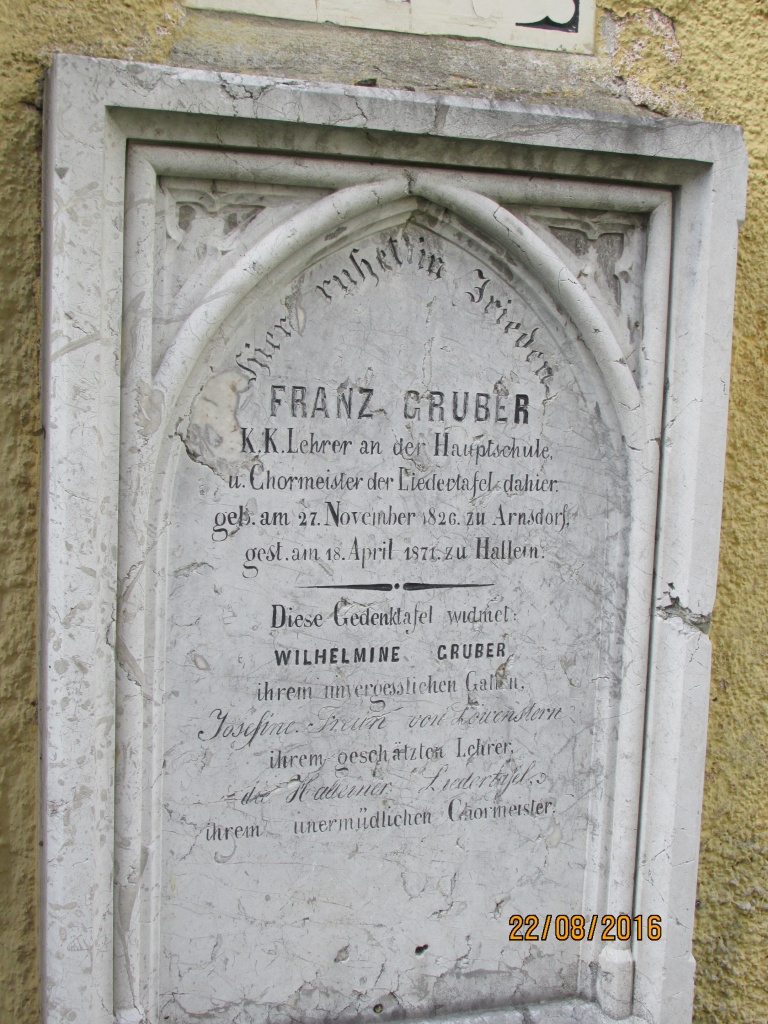 Hier ruhet in Frieden
FRANZ GRUBER
K.K. Lehrer an der Hauptschule,
u. Chormeister der Liedertafel dahier.
geb. am 27. November 1826. zu Arnsdorf,
gest. am 18. April 1871. zu Hallein.
Diese Gedenktafel widmet:
WILHELMINE GRUBER
ihrem unvergesslichen Gatten,
Josefine Freiin von Löwenstern
ihrem geschätzten Lehrer,
die Halleiner Liedertafel
ihrem unermüdlichen Chormeister.
22/08/2016